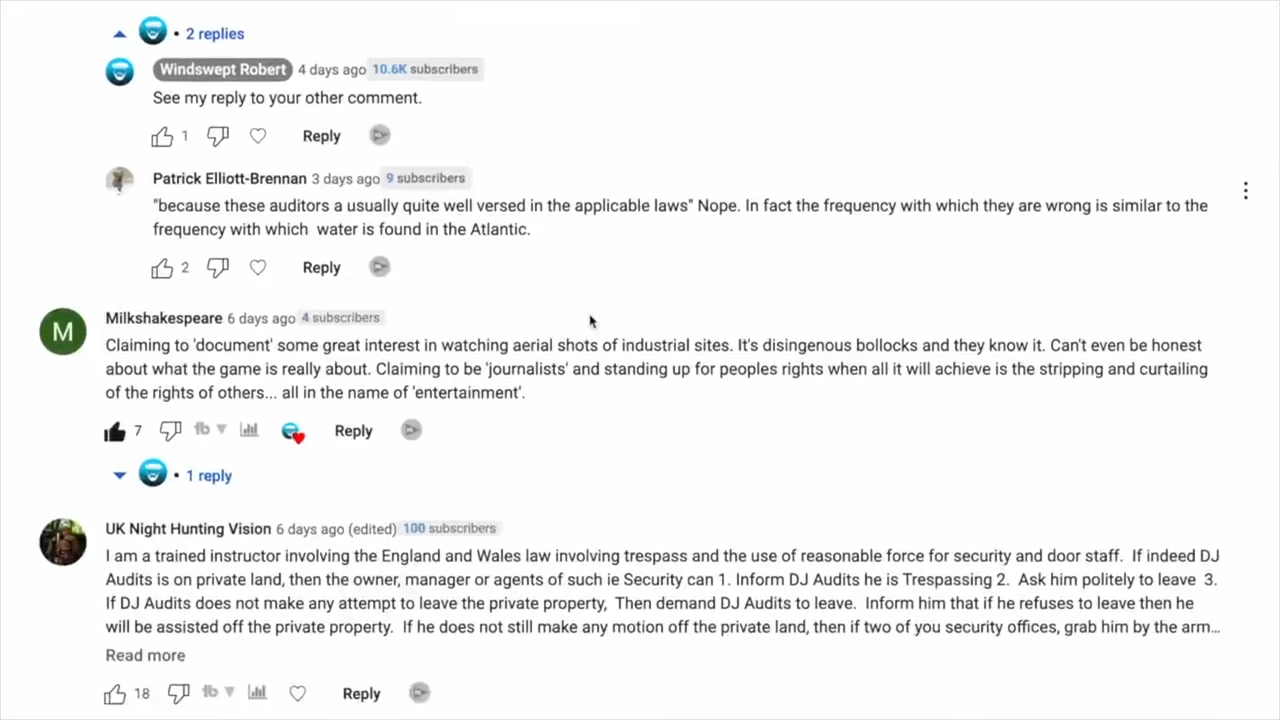 • 2 replies
Windswept Robert 4 days ago 10.6K subscribers
See my reply to your other comment.
1 Reply
Patrick Elliott-Brennan 3 days ago 9 subscribers
"because these auditors a usually quite well versed in the applicable laws" Nope. In fact the frequency with which they are wrong is similar to the
frequency with which water is found in the Atlantic.
2 Reply
M
Milkshakespeare 6 days ago 4 subscribers
Claiming to 'document' some great interest in watching aerial shots of industrial sites. It's disingenous bollocks and they know it. Can't even be honest
about what the game is really about. Claiming to be 'journalists' and standing up for peoples rights when all it will achieve is the stripping and curtailing
of the rights of others... all in the name of 'entertainment'.
7 tb Reply
• 1 reply
UK Night Hunting Vision 6 days ago (edited) 100 subscribers
I am a trained instructor involving the England and Wales law involving trespass and the use of reasonable force for security and door staff. If indeed DJ
Audits is on private land, then the owner, manager or agents of such ie Security can 1. Inform DJ Audits he is Trespassing 2. Ask him politely to leave 3.
If DJ Audits does not make any attempt to leave the private property, Then demand DJ Audits to leave. Inform him that if he refuses to leave then he
will be assisted off the private property. If he does not still make any motion off the private land, then if two of you security offices, grab him by the arm...
Read more
18 tb Reply